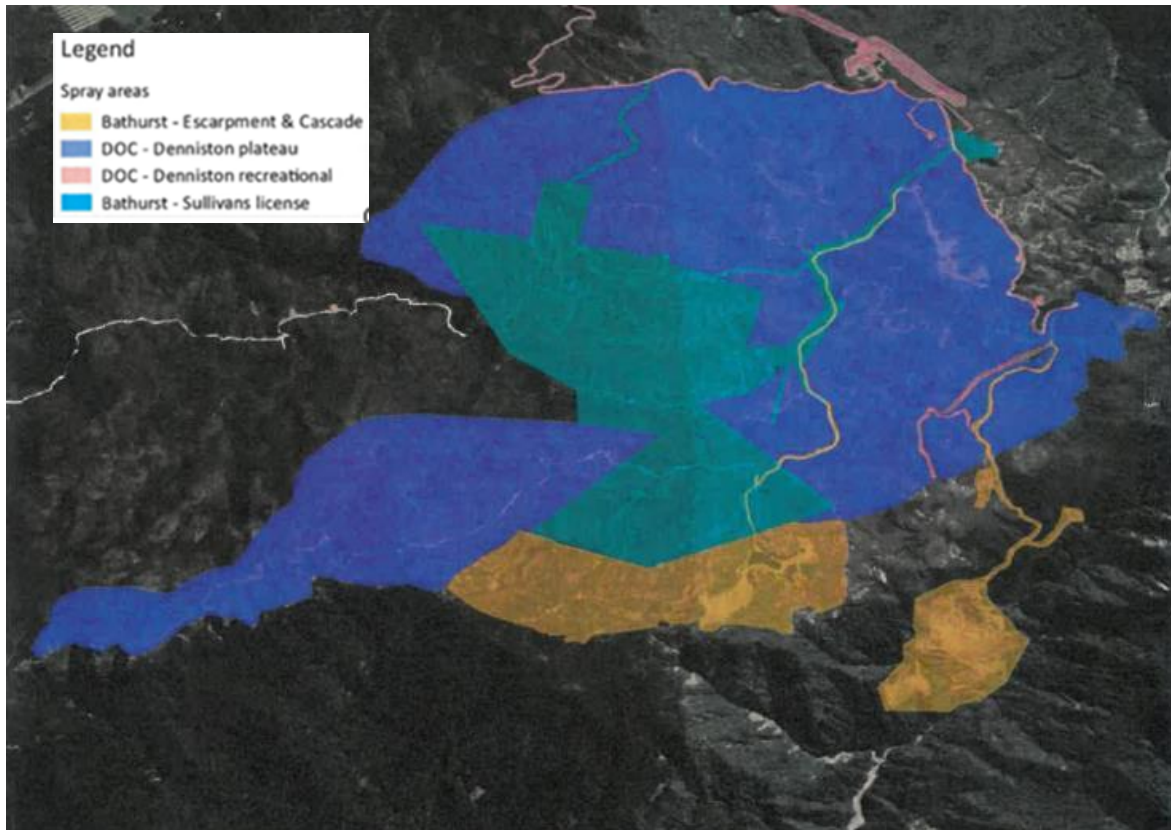 Legend
Spray areas
Bathurst - Escarpment & Cascade
DOC - Denniston plateau
DOC - Denniston recreational
Bathurst - Sullivans license